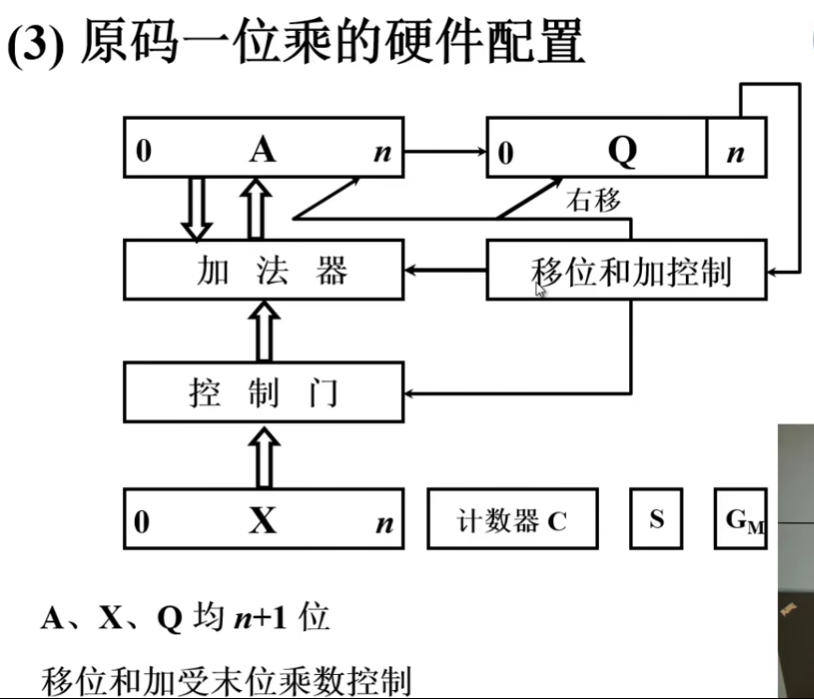 (3) 原码一位乘的硬件配置
0 A n
0 Q n
右移
加 法 器
移位和加控制
控 制 门
0 X n
计数器 C
S
GM
A、X、Q 均 n+1 位
移位和加受末位乘数控制